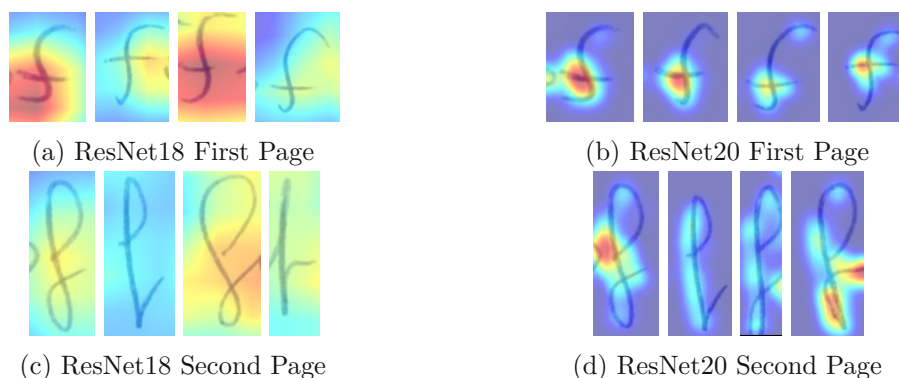 f f f f
f f f f
(a) ResNet18 First Page
(b) ResNet20 First Page
f f f
f f f f
(c) ResNet18 Second Page
(d) ResNet20 Second Page